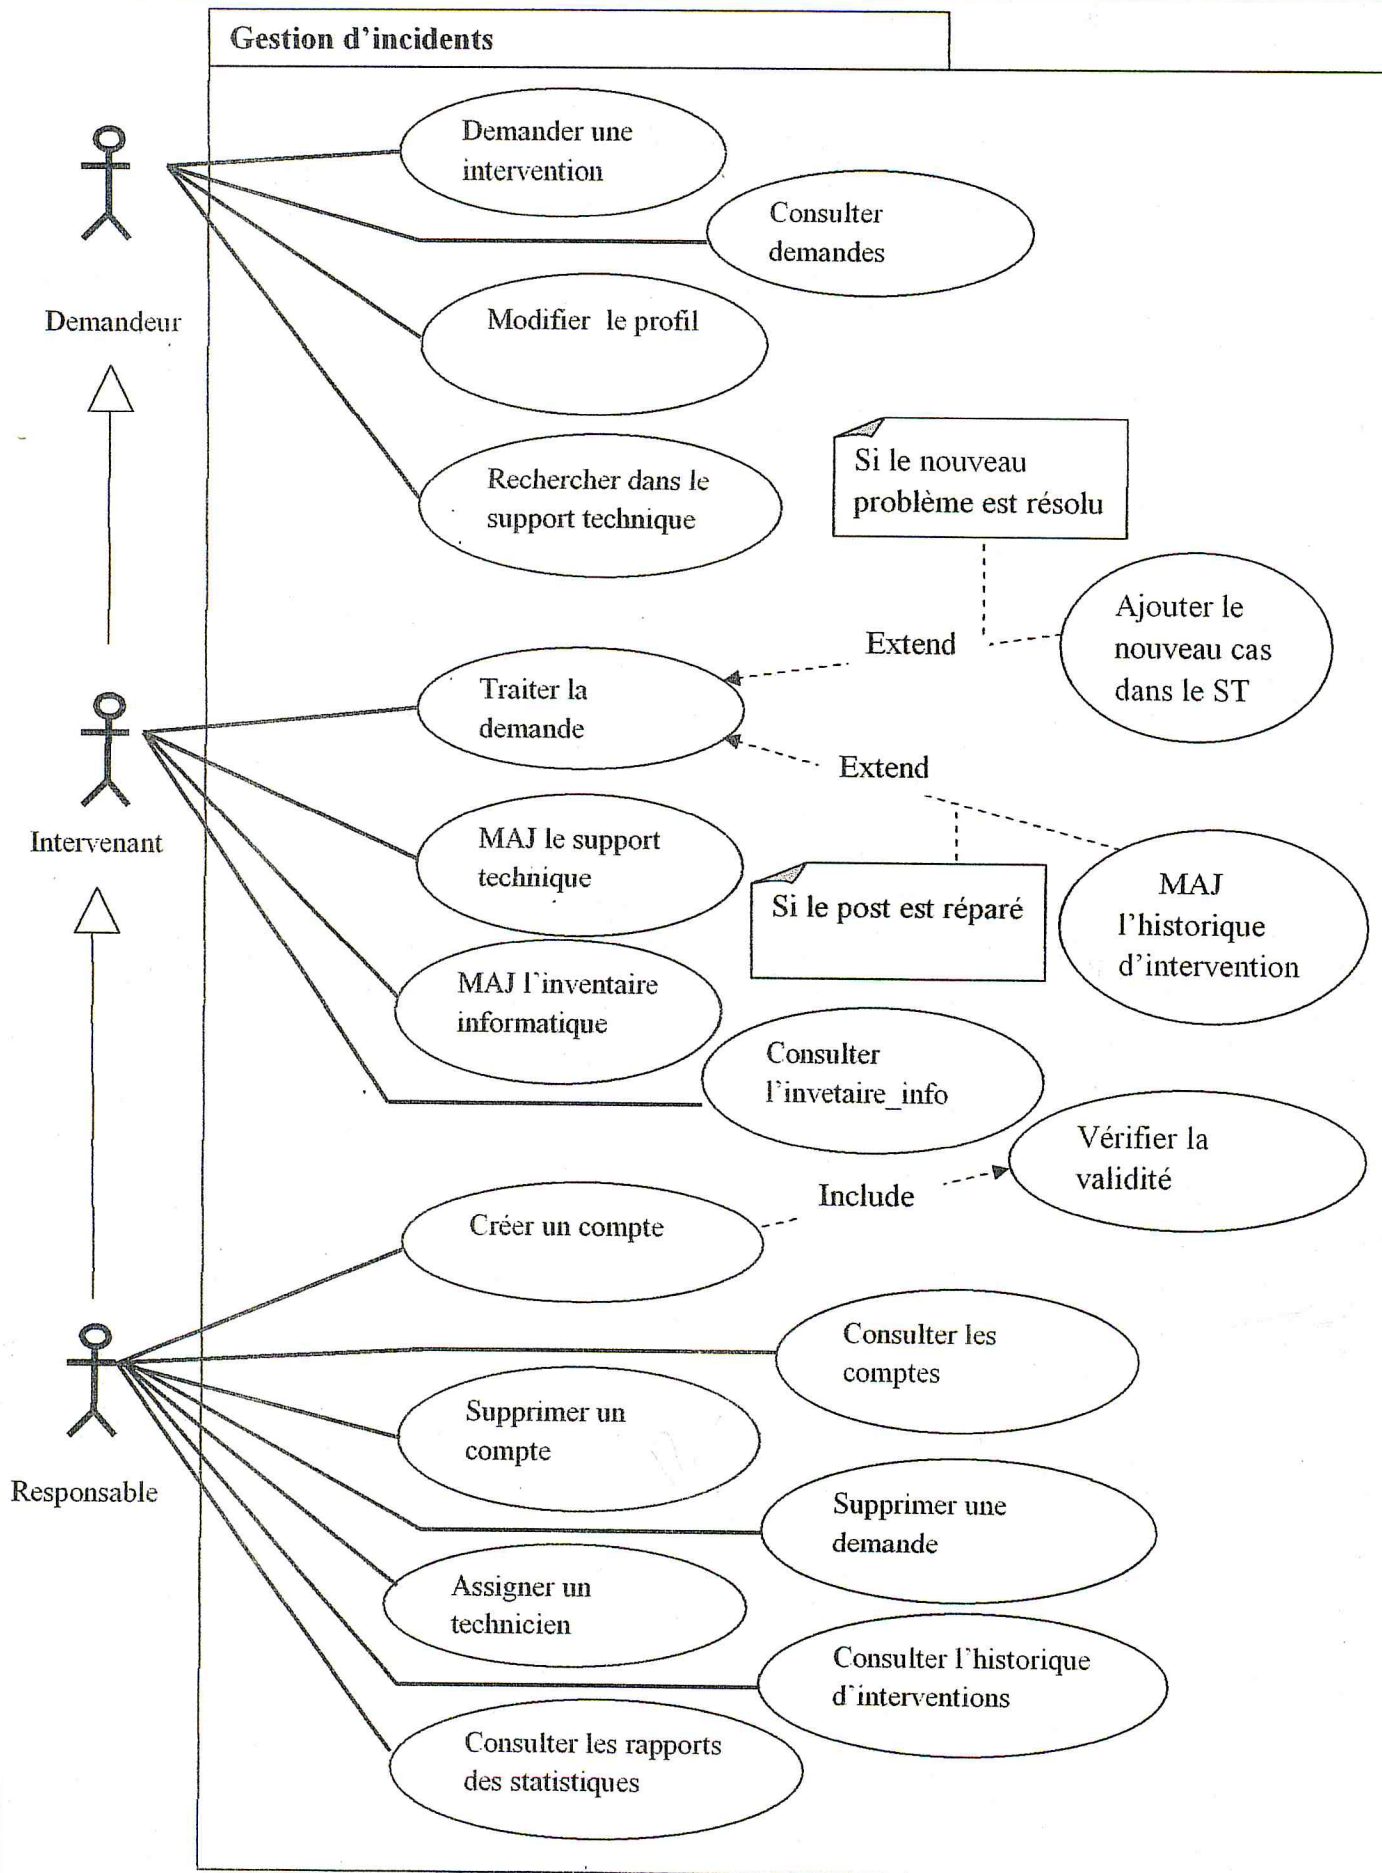 Gestion d'incidents
Demander une
intervention
Consulter
demandes
Demandeur
Modifier le profil
Rechercher dans le
support technique
Si le nouveau
problème est résolu
Ajouter le
nouveau cas
dans le ST
Extend
Traiter la
demande
Extend
Intervenant
MAJ le support
technique
Si le post est réparé
MAJ
l'historique
d'intervention
MAJ l'inventaire
informatique
Consulter
l'invetaire_info
Vérifier la
validité
Include
Créer un compte
Consulter les
comptes
Supprimer un
compte
Responsable
Supprimer une
demande
Assigner un
technicien
Consulter l'historique
d'interventions
Consulter les rapports
des statistiques